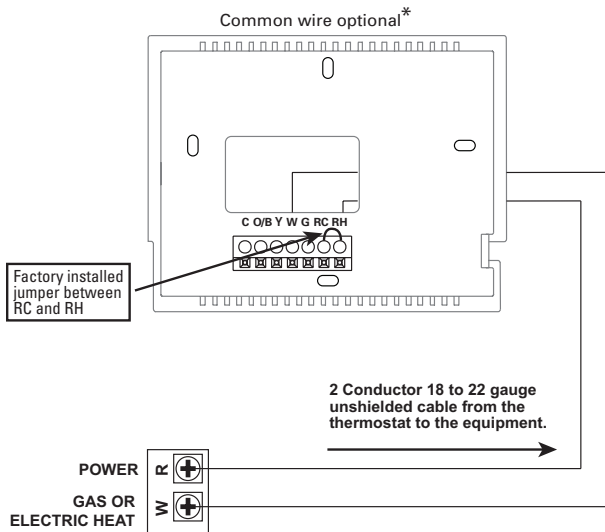 Common wire optional*
C O/B Y W G RC RH
Factory installed
jumper between
RC and RH
2 Conductor 18 to 22 gauge
unshielded cable from the
thermostat to the equipment.
POWER
R
GAS OR
ELECTRIC HEAT
W